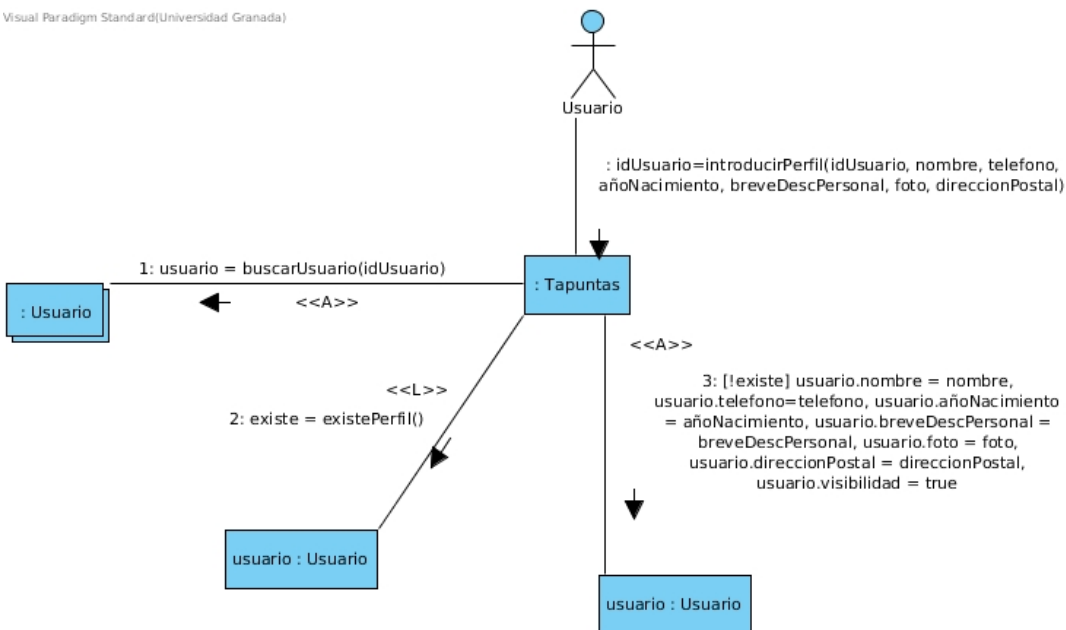 Visual Paradigm Standard(Universidad Granada)
Usuario
: idUsuario=introducirPerfil(idUsuario, nombre, telefono,
añoNacimiento, breveDescPersonal, foto, direccionPostal)
1: usuario = buscarUsuario(idUsuario)
: Tapuntas
<<A>>
: Usuario
<<A>>
3: [!existe] usuario.nombre = nombre,
usuario.telefono=telefono, usuario.añoNacimiento
= añoNacimiento, usuario.breveDescPersonal =
breveDescPersonal, usuario.foto = foto,
usuario.direccionPostal = direccionPostal,
usuario.visibilidad = true
<<L>>
2: existe = existePerfil()
usuario : Usuario
usuario : Usuario